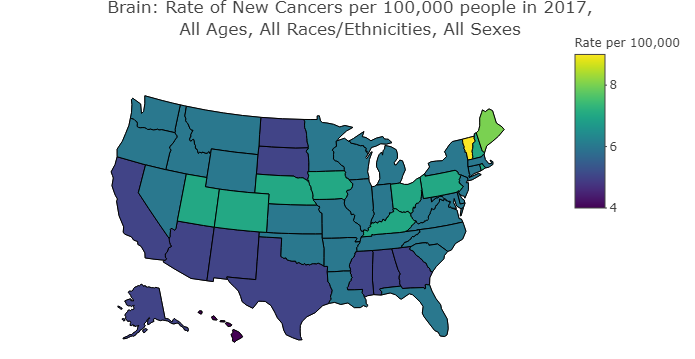 Brain: Rate of New Cancers per 100,000 people in 2017,
All Ages, All Races/Ethnicities, All Sexes
Rate per 100,000
8
6
4